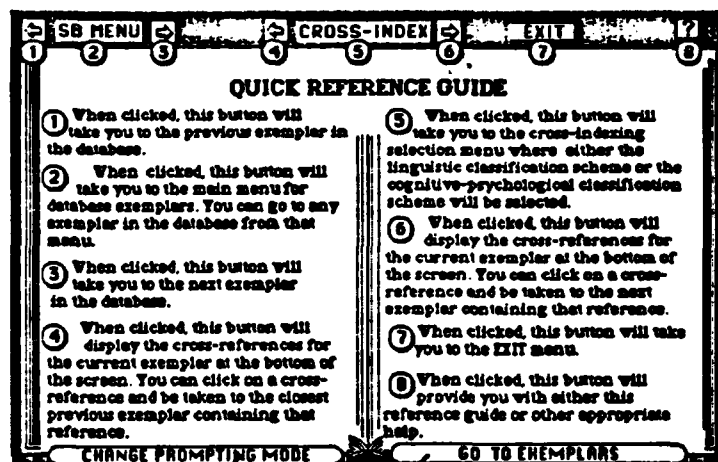 SB MENU CROSS-INDEX EXIT ?
1 2 3 4 5 6 7 8
QUICK REFERENCE GUIDE
1 When clicked, this button will
take you to the previous exemplar in
the database.
2 When clicked, this button will
take you to the main menu for
database exemplars. You can go to any
exemplar in the database from that
menu.
3 When clicked, this button will
take you to the next exemplar
in the database.
4 When clicked, this button will
display the cross-references for
the current exemplar at the bottom of
the screen. You can click on a cross-
reference and be taken to the closest
previous exemplar containing that
reference.
5 When clicked, this button will
take you to the cross-indexing
selection menu where either the
linguistic classification scheme or the
cognitive-psychological classification
scheme will be selected.
6 When clicked, this button will
display the cross-references for
the current exemplar at the bottom of
the screen. You can click on a cross-
reference and be taken to the next
exemplar containing that reference.
7 When clicked, this button will take
you to the EXIT menu.
8 When clicked, this button will
provide you with either this
reference guide or other appropriate
help.
CHANGE PROMPTING MODE
GO TO EXEMPLARS